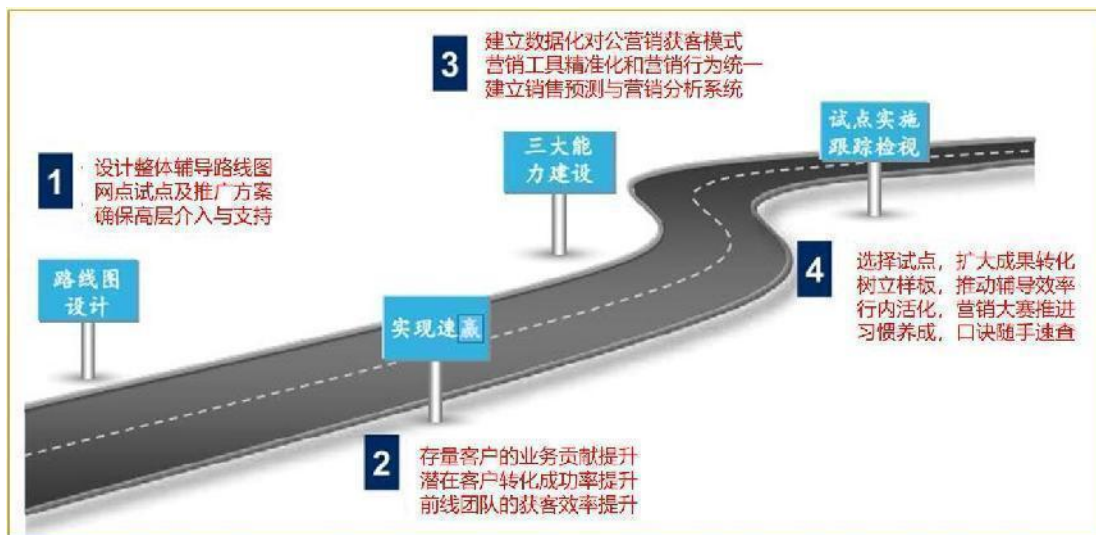 1
设计整体辅导路线图
网点试点及推广方案
确保高层介入与支持
路线图
设计
实现速赢
2
存量客户的业务贡献提升
潜在客户转化成功率提升
前线团队的获客效率提升
3
建立数据化对公营销获客模式
营销工具精准化和营销行为统一
建立销售预测与营销分析系统
三大能
力建设
试点实施
跟踪检视
4
选择试点，扩大成果转化
树立样板，推动辅导效率
行内活化，营销大赛推进
习惯养成，口诀随手速查